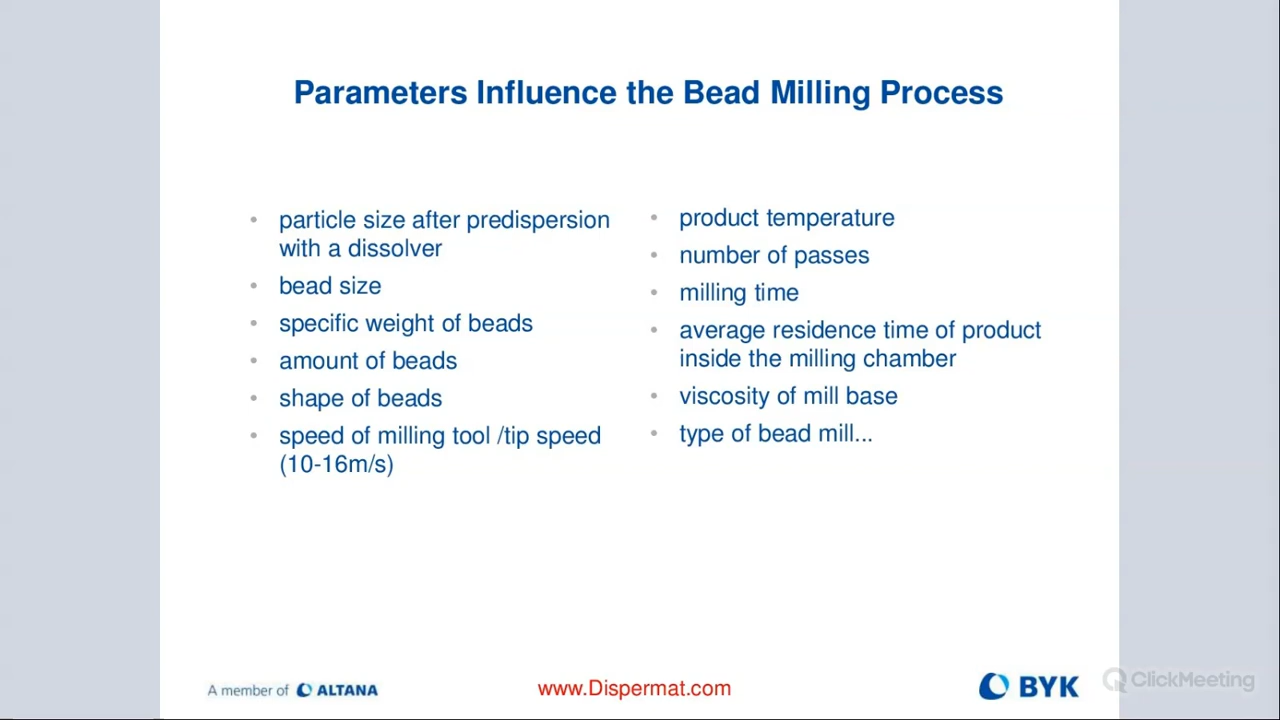 Parameters Influence the Bead Milling Process
• particle size after predispersion
with a dissolver
• bead size
• specific weight of beads
• amount of beads
• shape of beads
• speed of milling tool /tip speed
(10-16m/s)
• product temperature
• number of passes
• milling time
• average residence time of product
inside the milling chamber
• viscosity of mill base
• type of bead mill...
A member of ALTANA
www.Dispermat.com
BYK
ClickMeeting